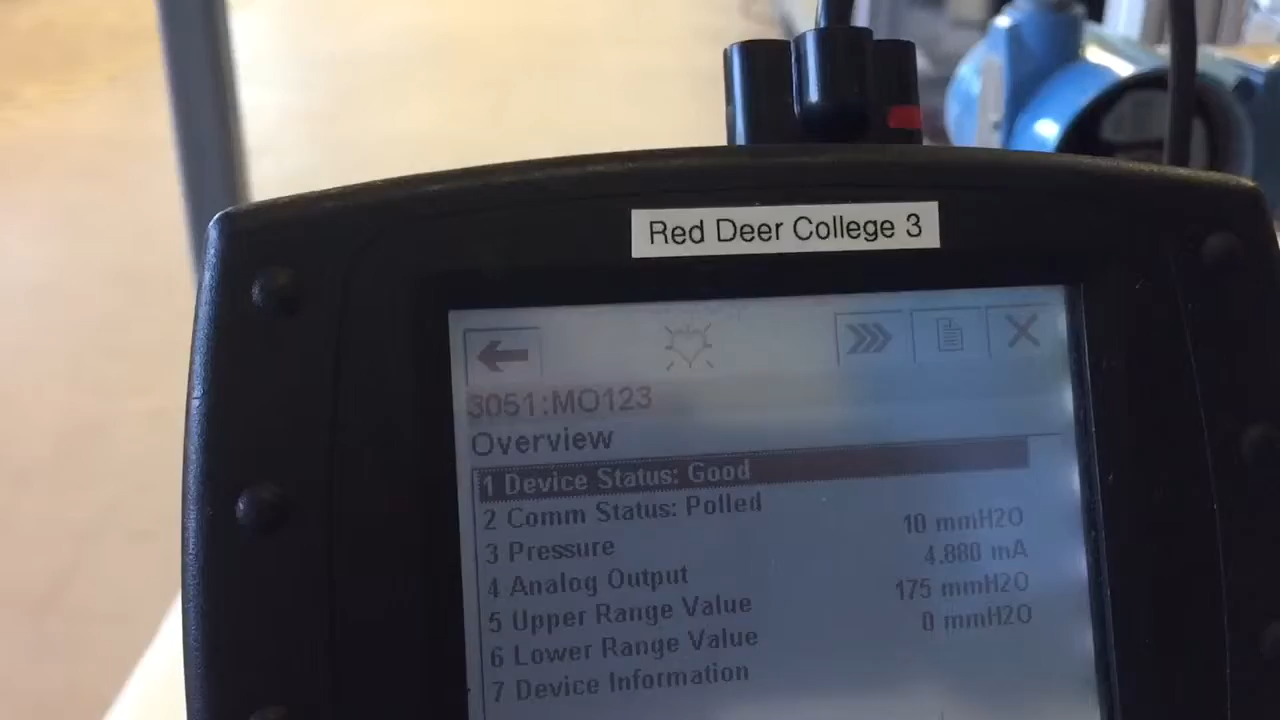 Red Deer College 3
3051:MO123
Overview
1 Device Status: Good
2 Comm Status: Polled
3 Pressure 10 mmH2O
4 Analog Output 4.880 mA
5 Upper Range Value 175 mmH2O
6 Lower Range Value 0 mmH2O
7 Device Information